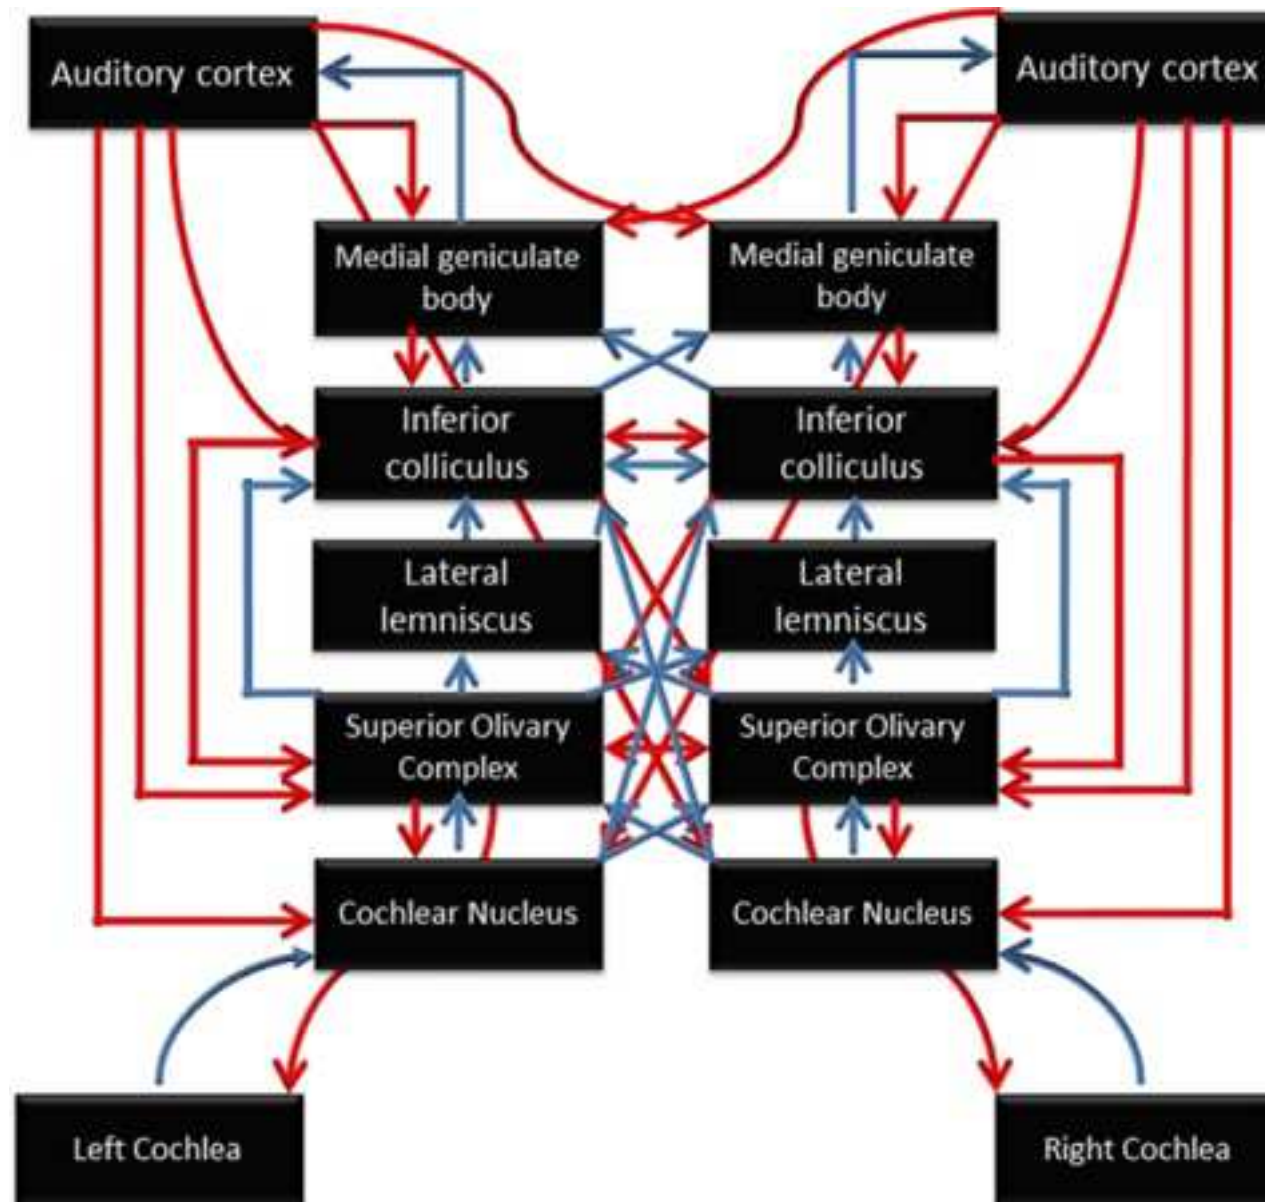 Auditory cortex
Auditory cortex
Medial geniculate
body
Medial geniculate
body
Inferior
colliculus
Inferior
colliculus
Lateral
lemniscus
Lateral
lemniscus
Superior Olivary
Complex
Superior Olivary
Complex
Cochlear Nucleus
Cochlear Nucleus
Left Cochlea
Right Cochlea